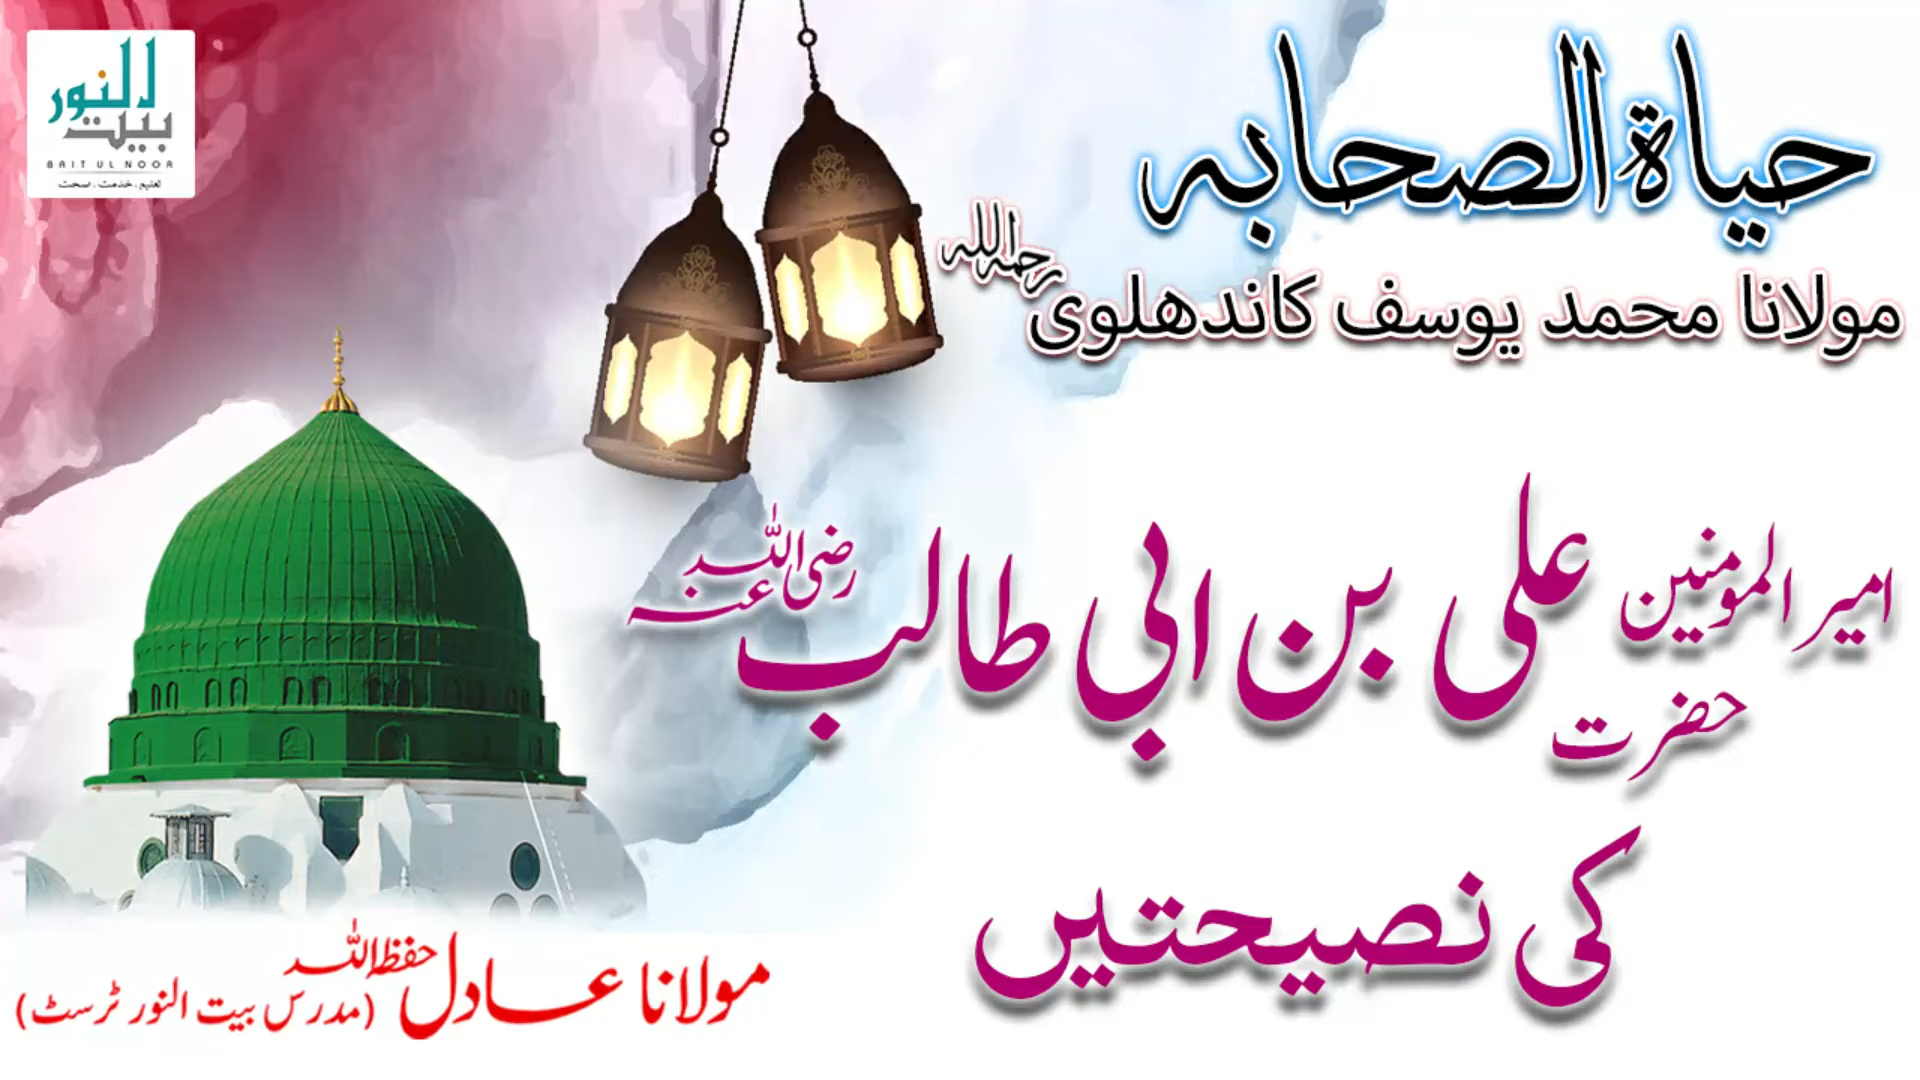 بیت النور
BAIT UL NOOR
تعلیم . خدمت . صحت
حیاۃ الصحابہ
مولانا محمد یوسف کاندھلوی رحمہ اللہ
امیر المؤمنین حضرت علی بن ابی طالب رضی اللہ عنہ
کی نصیحتیں
مولانا عادل حفظہ اللہ (مدرس بیت النور ٹرسٹ)